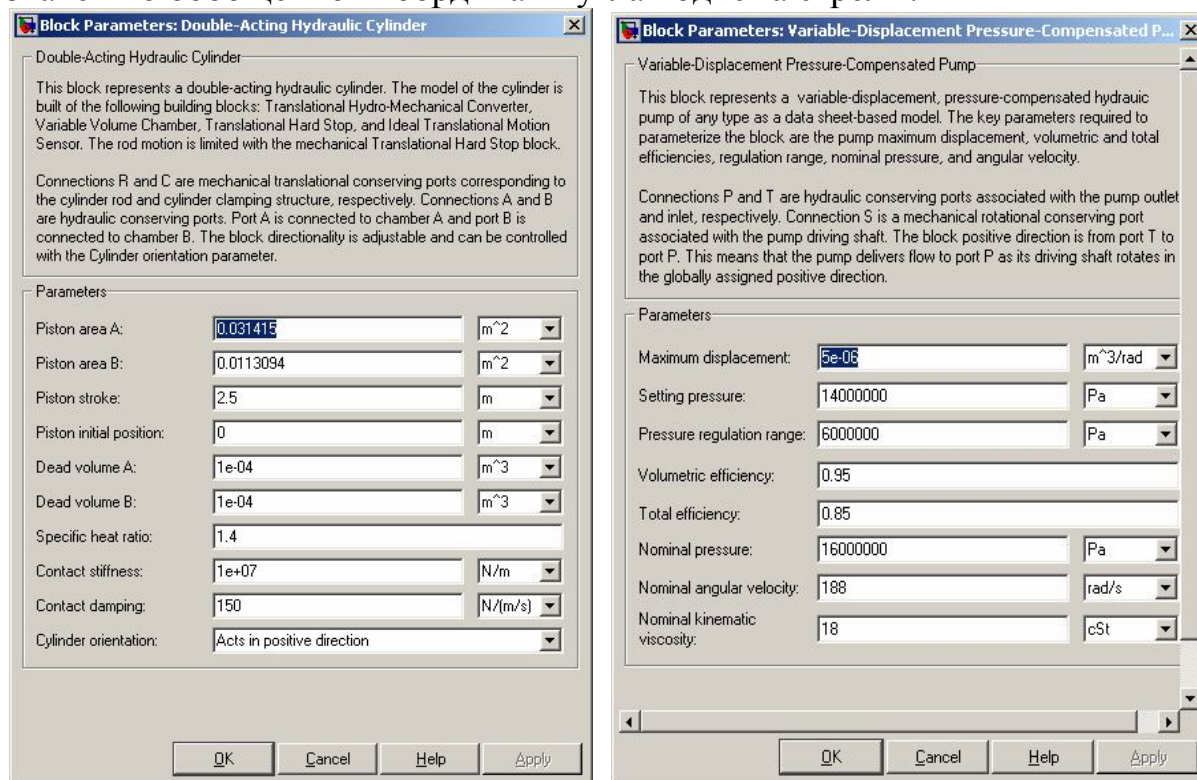 Block Parameters: Double-Acting Hydraulic Cylinder
Double-Acting Hydraulic Cylinder
This block represents a double-acting hydraulic cylinder. The model of the cylinder is
built of the following building blocks: Translational Hydro-Mechanical Converter,
Variable Volume Chamber, Translational Hard Stop, and Ideal Translational Motion
Sensor. The rod motion is limited with the mechanical Translational Hard Stop block.
Connections R and C are mechanical translational conserving ports corresponding to
the cylinder rod and cylinder clamping structure, respectively. Connections A and B
are hydraulic conserving ports. Port A is connected to chamber A and port B is
connected to chamber B. The block directionality is adjustable and can be controlled
with the Cylinder orientation parameter.
Parameters
Piston area A: 0.031415 m^2
Piston area B: 0.0113094 m^2
Piston stroke: 2.5 m
Piston initial position: 0 m
Dead volume A: 1e-04 m^3
Dead volume B: 1e-04 m^3
Specific heat ratio: 1.4
Contact stiffness: 1e+07 N/m
Contact damping: 150 N/(m/s)
Cylinder orientation: Acts in positive direction
OK Cancel Help Apply
Block Parameters: Variable-Displacement Pressure-Compensated P...
Variable-Displacement Pressure-Compensated Pump
This block represents a variable-displacement, pressure-compensated hydrauic
pump of any type as a data sheet-based model. The key parameters required to
parameterize the block are the pump maximum displacement, volumetric and total
efficiencies, regulation range, nominal pressure, and angular velocity.
Connections P and T are hydraulic conserving ports associated with the pump outlet
and inlet, respectively. Connection S is a mechanical rotational conserving port
associated with the pump driving shaft. The block positive direction is from port T to
port P. This means that the pump delivers flow to port P as its driving shaft rotates in
the globally assigned positive direction.
Parameters
Maximum displacement: 5e-06 m^3/rad
Setting pressure: 14000000 Pa
Pressure regulation range: 6000000 Pa
Volumetric efficiency: 0.95
Total efficiency: 0.85
Nominal pressure: 16000000 Pa
Nominal angular velocity: 188 rad/s
Nominal kinematic
viscosity: 18 cSt
OK Cancel Help Apply